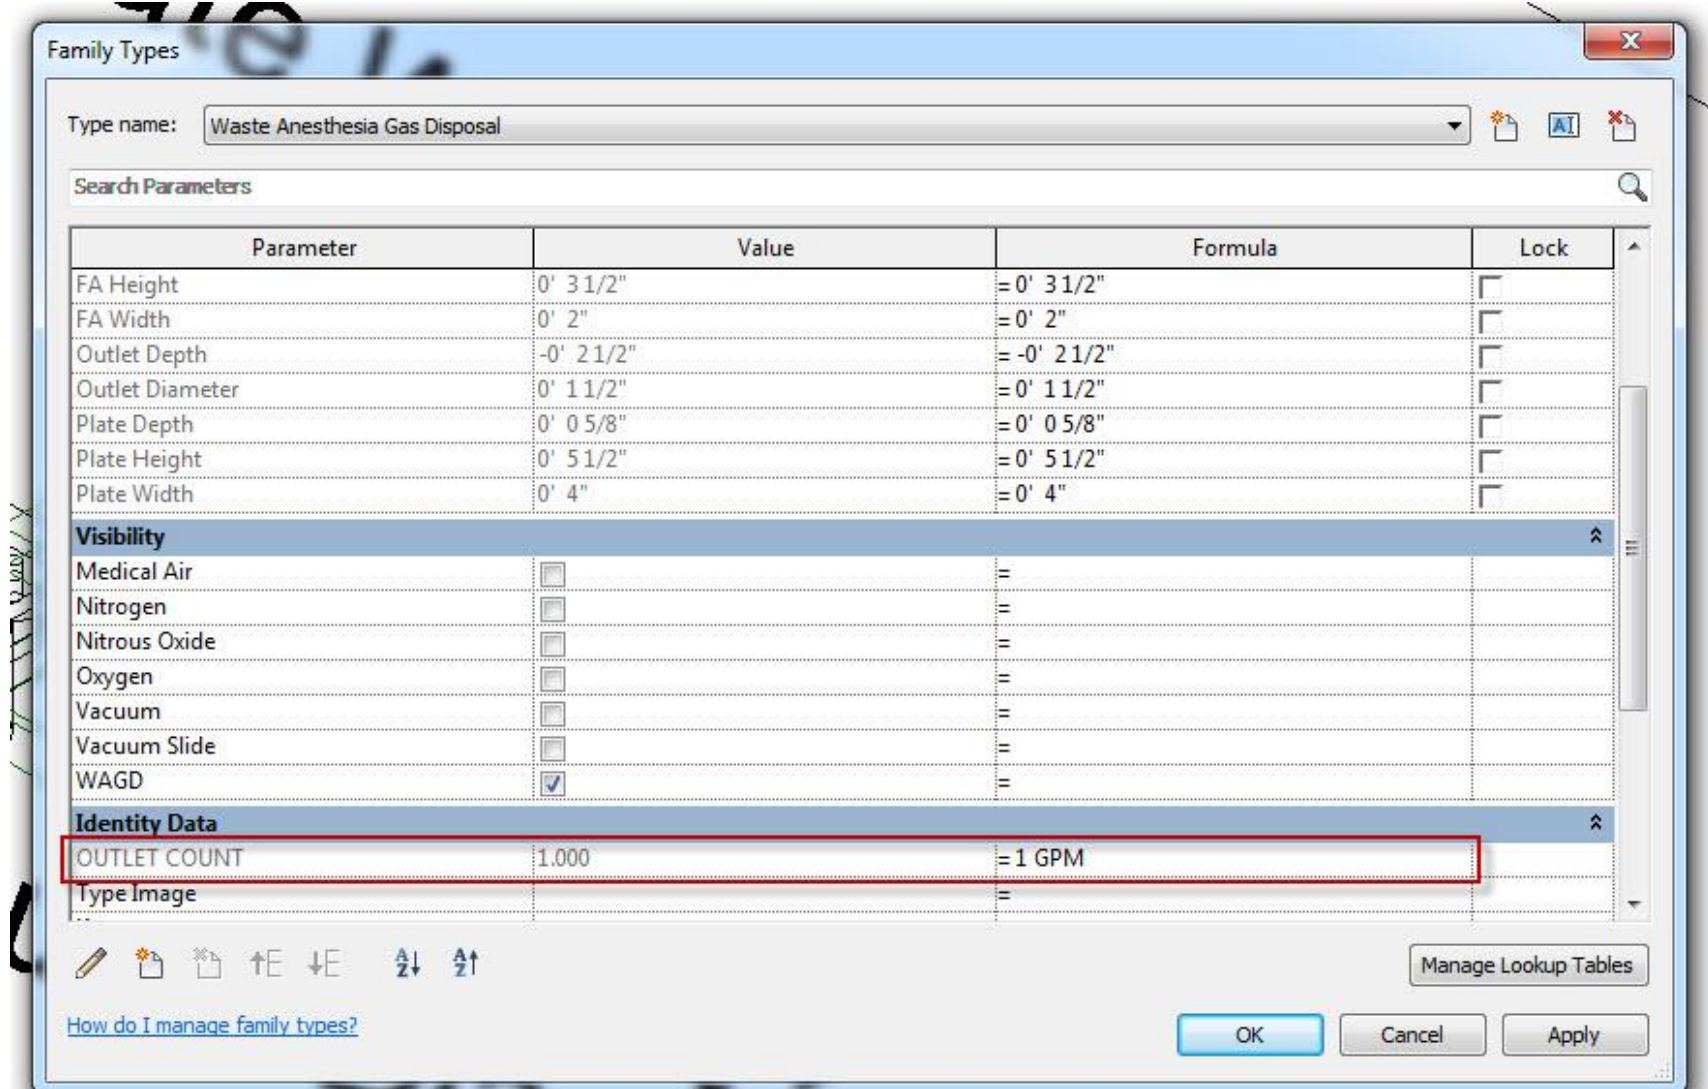 Family Types
Type name: Waste Anesthesia Gas Disposal
Search Parameters
Parameter Value Formula Lock
FA Height 0' 3 1/2" = 0' 3 1/2"
FA Width 0' 2" = 0' 2"
Outlet Depth -0' 2 1/2" = -0' 2 1/2"
Outlet Diameter 0' 1 1/2" = 0' 1 1/2"
Plate Depth 0' 0 5/8" = 0' 0 5/8"
Plate Height 0' 5 1/2" = 0' 5 1/2"
Plate Width 0' 4" = 0' 4"
Visibility
Medical Air =
Nitrogen =
Nitrous Oxide =
Oxygen =
Vacuum =
Vacuum Slide =
WAGD =
Identity Data
OUTLET COUNT 1.000 = 1 GPM
Type Image =
Manage Lookup Tables
How do I manage family types?
OK Cancel Apply